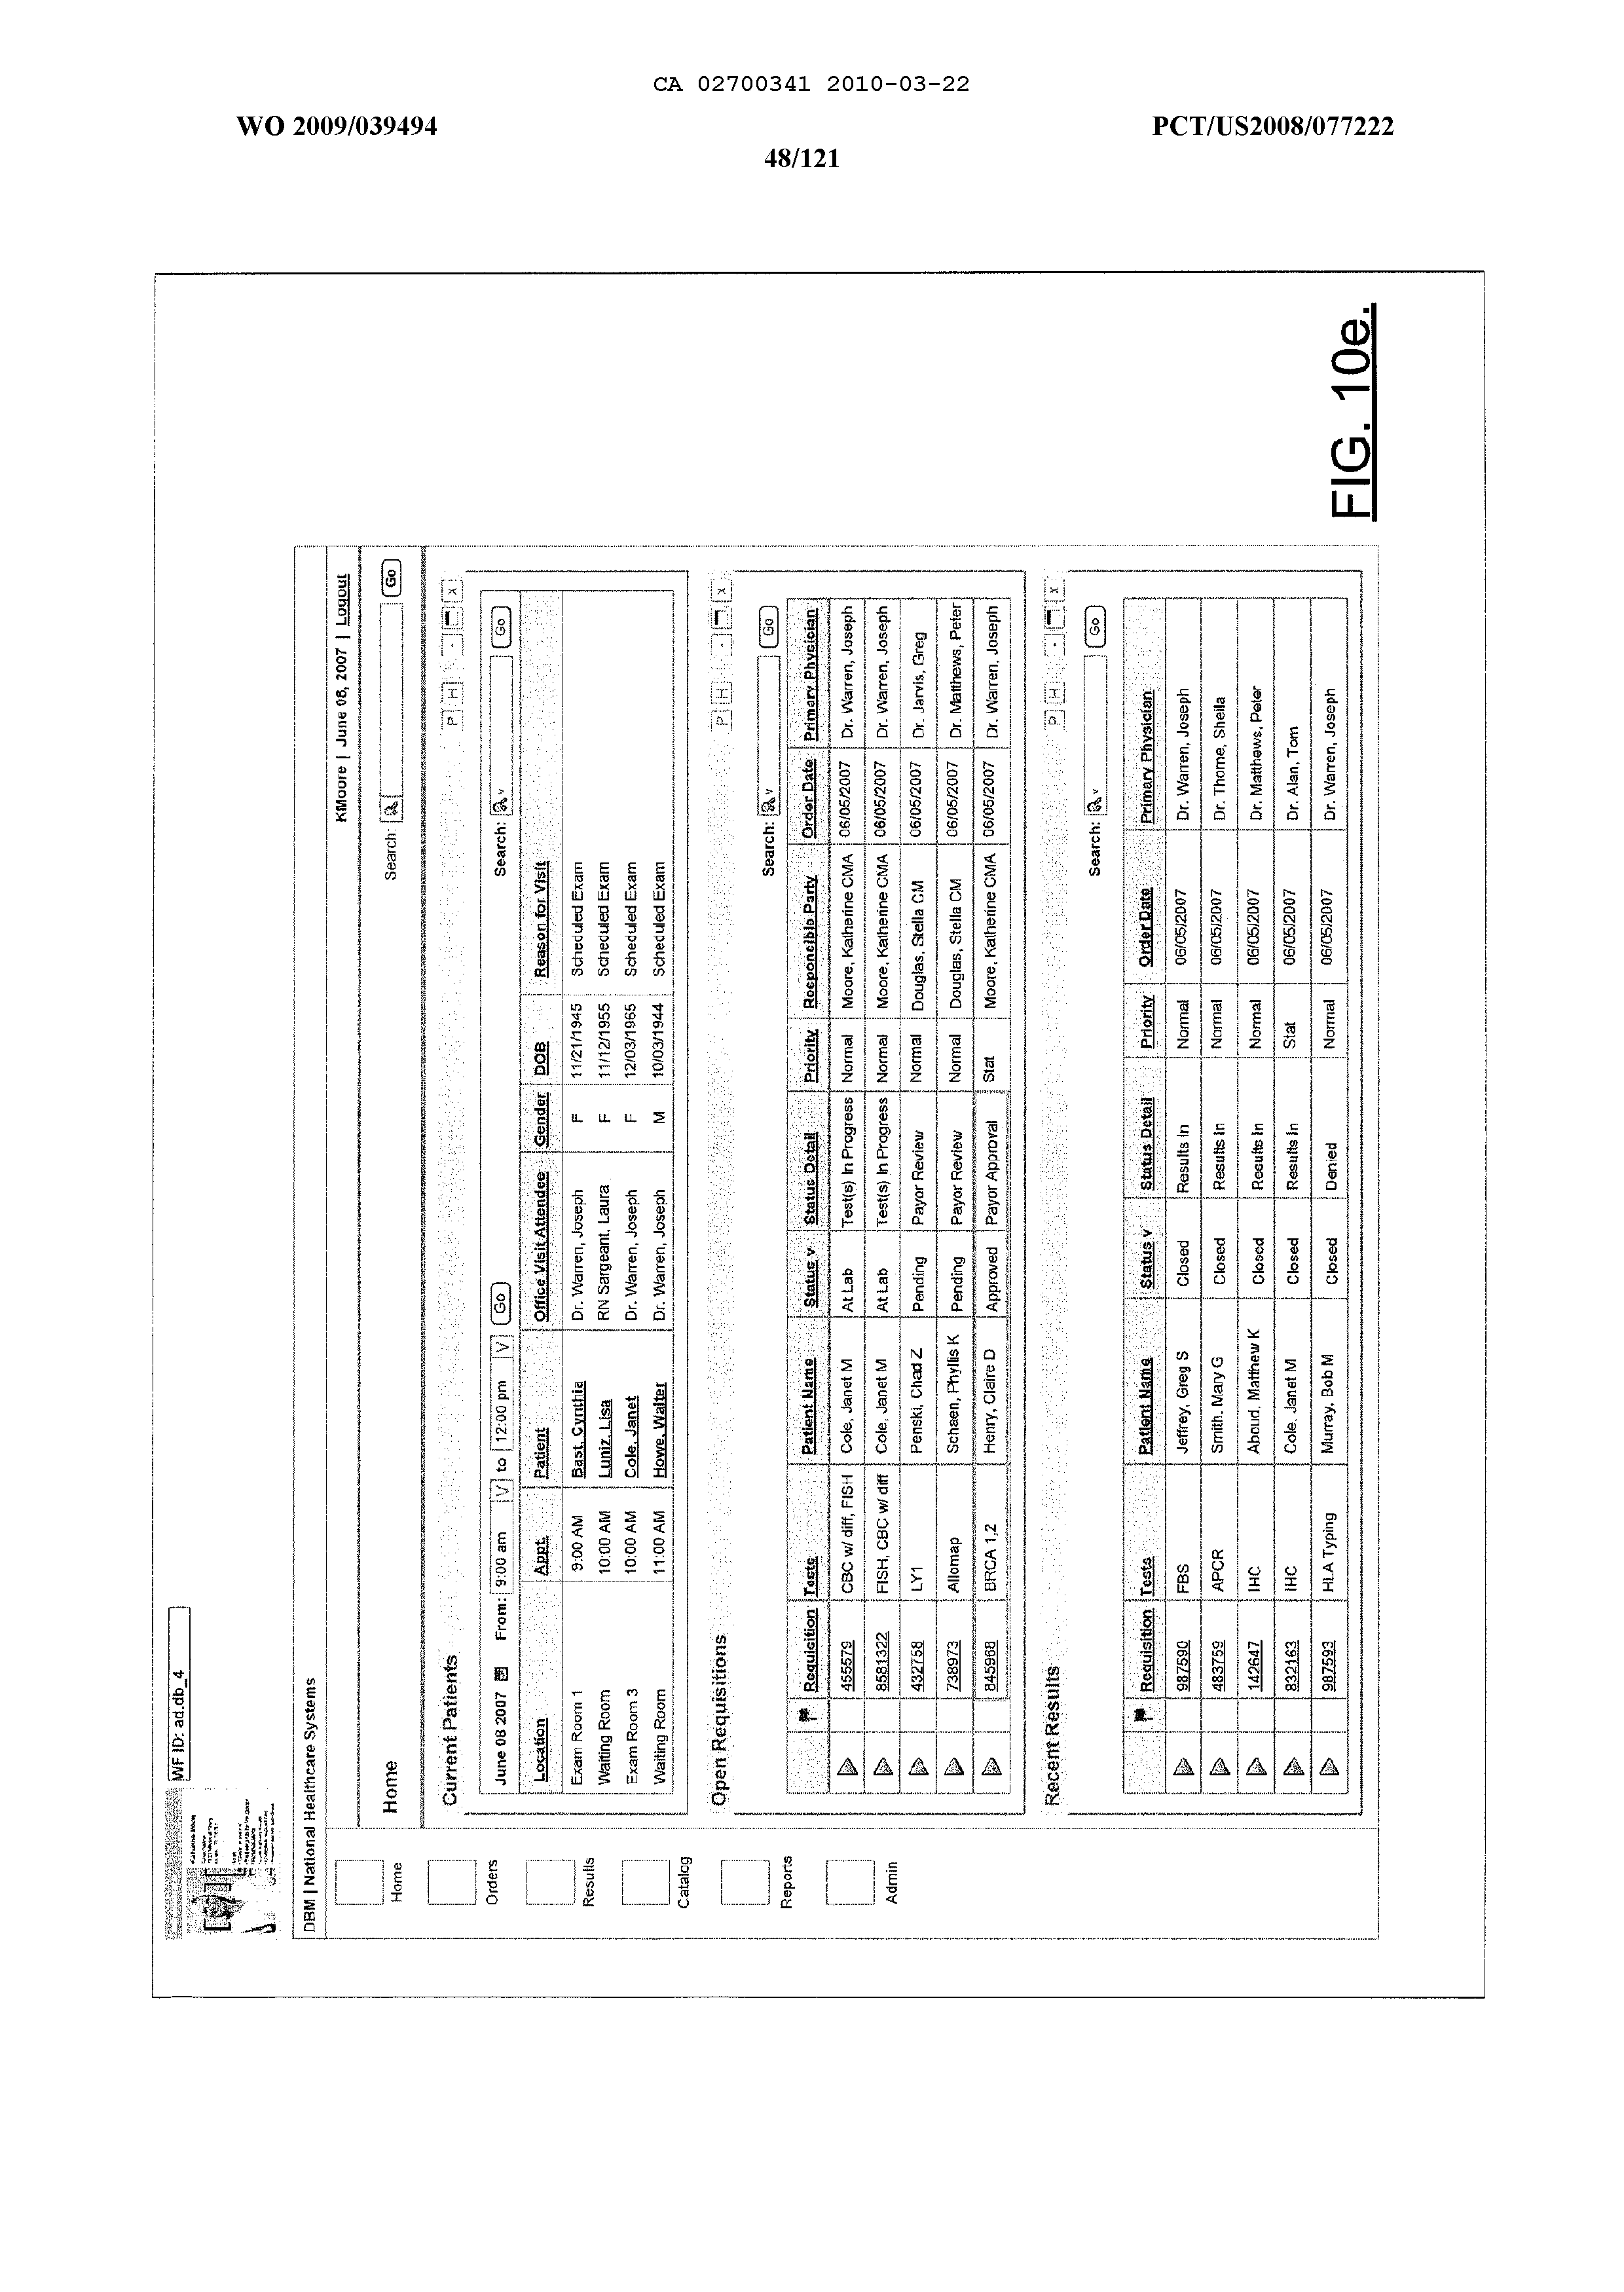 CA 02700341 2010-03-22
WO 2009/039494 PCT/US2008/077222
48/121
WF ID: ad.db_4
DBM | National Healthcare Systems
KMoore | June 08, 2007 | Logout
Home Search: Go
Home
Orders
Results
Catalog
Reports
Admin
Current Patients P H - x
June 08 2007 From: 9:00 am V to 12:00 pm V Go Search: v Go
Location Appt. Patient Office Visit Attendee Gender DOB Reason for Visit
Exam Room 1 9:00 AM Bast, Cynthia Dr. Warren, Joseph F 11/21/1945 Scheduled Exam
Waiting Room 10:00 AM Luniz, Lisa RN Sargeant, Laura F 11/12/1955 Scheduled Exam
Exam Room 3 10:00 AM Cole, Janet Dr. Warren, Joseph F 12/03/1965 Scheduled Exam
Waiting Room 11:00 AM Howe, Walter Dr. Warren, Joseph M 10/03/1944 Scheduled Exam
Open Requisitions P H - x
Search: v Go
Requisition Tests Patient Name Status v Status Detail Priority Responsible Party Order Date Primary Physician
455579 CBC w/ diff, FISH Cole, Janet M At Lab Test(s) In Progress Normal Moore, Katherine CMA 06/05/2007 Dr. Warren, Joseph
8581322 FISH, CBC w/ diff Cole, Janet M At Lab Test(s) In Progress Normal Moore, Katherine CMA 06/05/2007 Dr. Warren, Joseph
432758 LY1 Penski, Chad Z Pending Payor Review Normal Douglas, Stella CM 06/05/2007 Dr. Jarvis, Greg
738973 Allomap Schaen, Phyllis K Pending Payor Review Normal Douglas, Stella CM 06/05/2007 Dr. Matthews, Peter
845968 BRCA 1,2 Henry, Claire D Approved Payor Approval Stat Moore, Katherine CMA 06/05/2007 Dr. Warren, Joseph
Recent Results P H - x
Search: v Go
Requisition Tests Patient Name Status v Status Detail Priority Order Date Primary Physician
987590 FBS Jeffrey, Greg S Closed Results In Normal 06/05/2007 Dr. Warren, Joseph
483759 APCR Smith, Mary G Closed Results In Normal 06/05/2007 Dr. Thorne, Sheila
142647 IHC Aboud, Matthew K Closed Results In Normal 06/05/2007 Dr. Matthews, Peter
832163 IHC Cole, Janet M Closed Results In Stat 06/05/2007 Dr. Alan, Tom
987593 HLA Typing Murray, Bob M Closed Denied Normal 06/05/2007 Dr. Warren, Joseph
FIG. 10e.